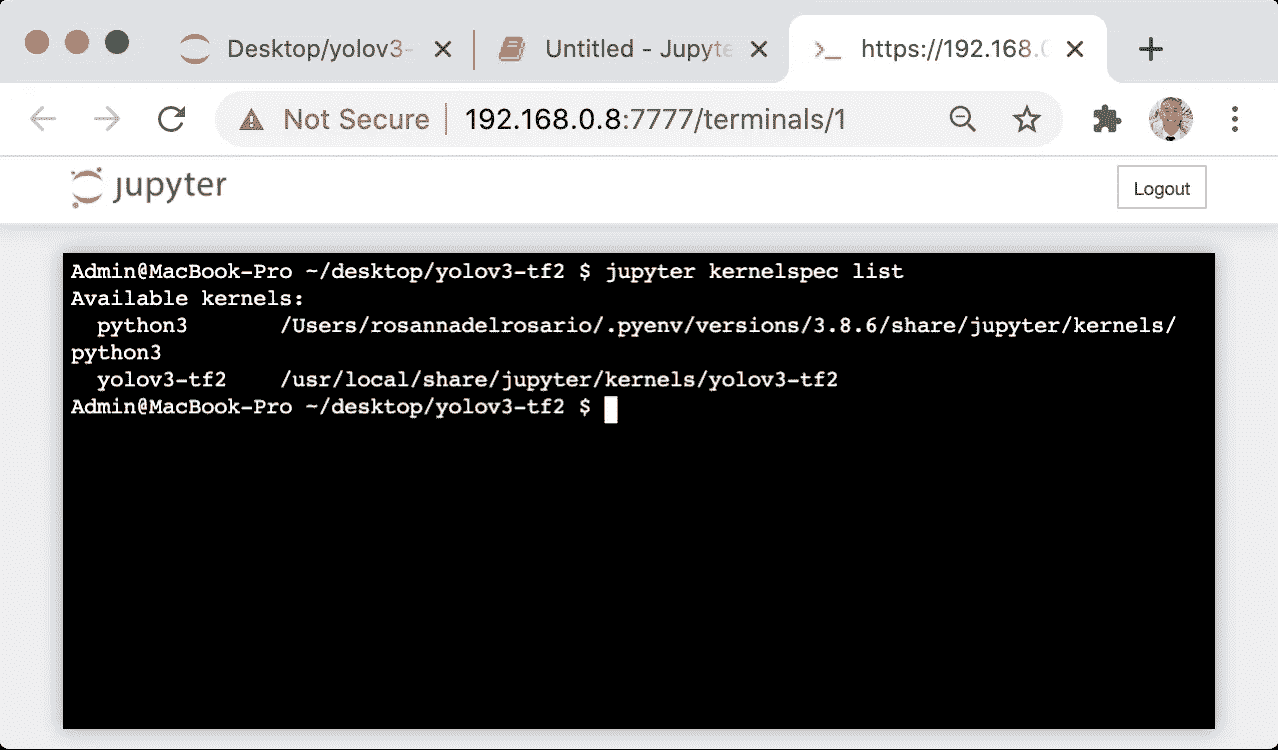 Desktop/yolov3-
Untitled - Jupyte
https://192.168.0
Not Secure
192.168.0.8:7777/terminals/1
jupyter
Logout
Admin@MacBook-Pro ~/desktop/yolov3-tf2 $ jupyter kernelspec list
Available kernels:
  python3       /Users/rosannadelrosario/.pyenv/versions/3.8.6/share/jupyter/kernels/
python3
  yolov3-tf2    /usr/local/share/jupyter/kernels/yolov3-tf2
Admin@MacBook-Pro ~/desktop/yolov3-tf2 $